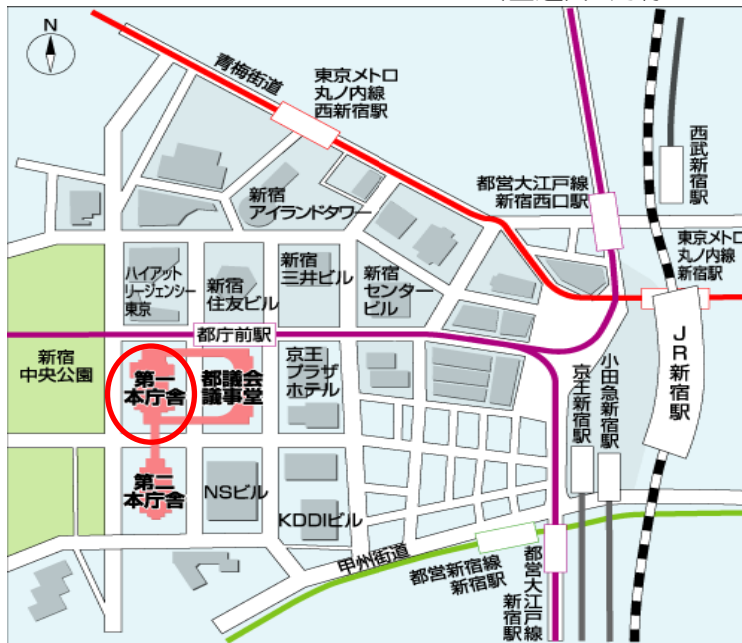 N
青梅街道
東京メトロ
丸ノ内線
西新宿駅
西武新宿駅
都営大江戸線
新宿西口駅
新宿
アイランドタワー
東京メトロ
丸ノ内線
新宿駅
ハイアット
リージェンシー
東京
新宿
住友ビル
新宿
三井ビル
新宿
センター
ビル
都庁前駅
JR新宿駅
新宿
中央公園
第一
本庁舎
都議会
議事堂
京王
プラザ
ホテル
小田急新宿駅
京王新宿駅
第二
本庁舎
NSビル
KDDIビル
甲州街道
都営新宿線
新宿駅
都営大江戸線
新宿駅